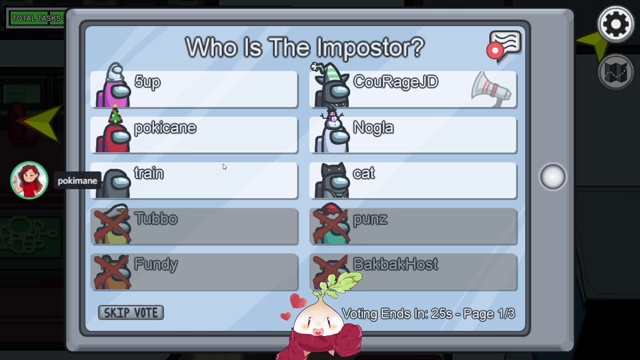 TOTAL TASKS
Who Is The Impostor?
5up
CouRageJD
pokicane
Nogla
train
cat
pokimane
Tubbo
punz
Fundy
BakbakHost
SKIP VOTE
Voting Ends In: 25s - Page 1/3